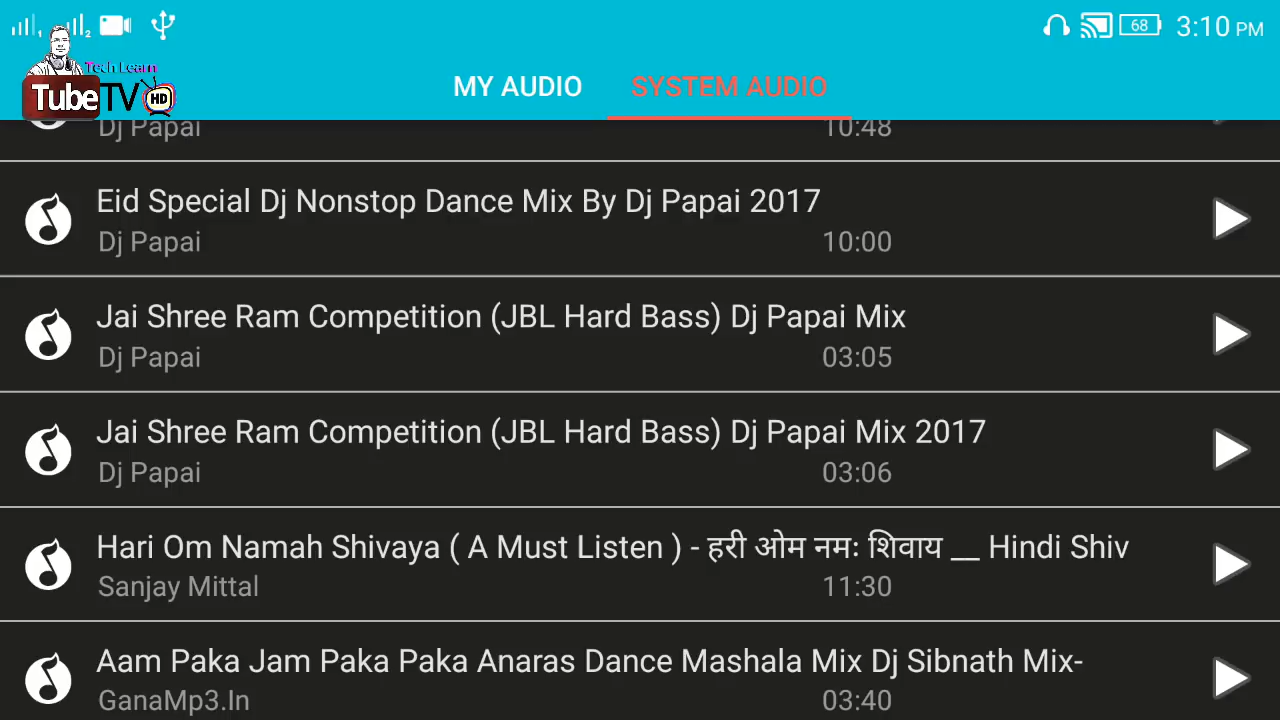 2
68
3:10 PM
Tech Learn
TubeTV HD
MY AUDIO
SYSTEM AUDIO
Dj Papai
10:48
Eid Special Dj Nonstop Dance Mix By Dj Papai 2017
Dj Papai
10:00
Jai Shree Ram Competition (JBL Hard Bass) Dj Papai Mix
Dj Papai
03:05
Jai Shree Ram Competition (JBL Hard Bass) Dj Papai Mix 2017
Dj Papai
03:06
Hari Om Namah Shivaya ( A Must Listen ) - हरी ओम नमः शिवाय __ Hindi Shiv
Sanjay Mittal
11:30
Aam Paka Jam Paka Paka Anaras Dance Mashala Mix Dj Sibnath Mix-
GanaMp3.In
03:40